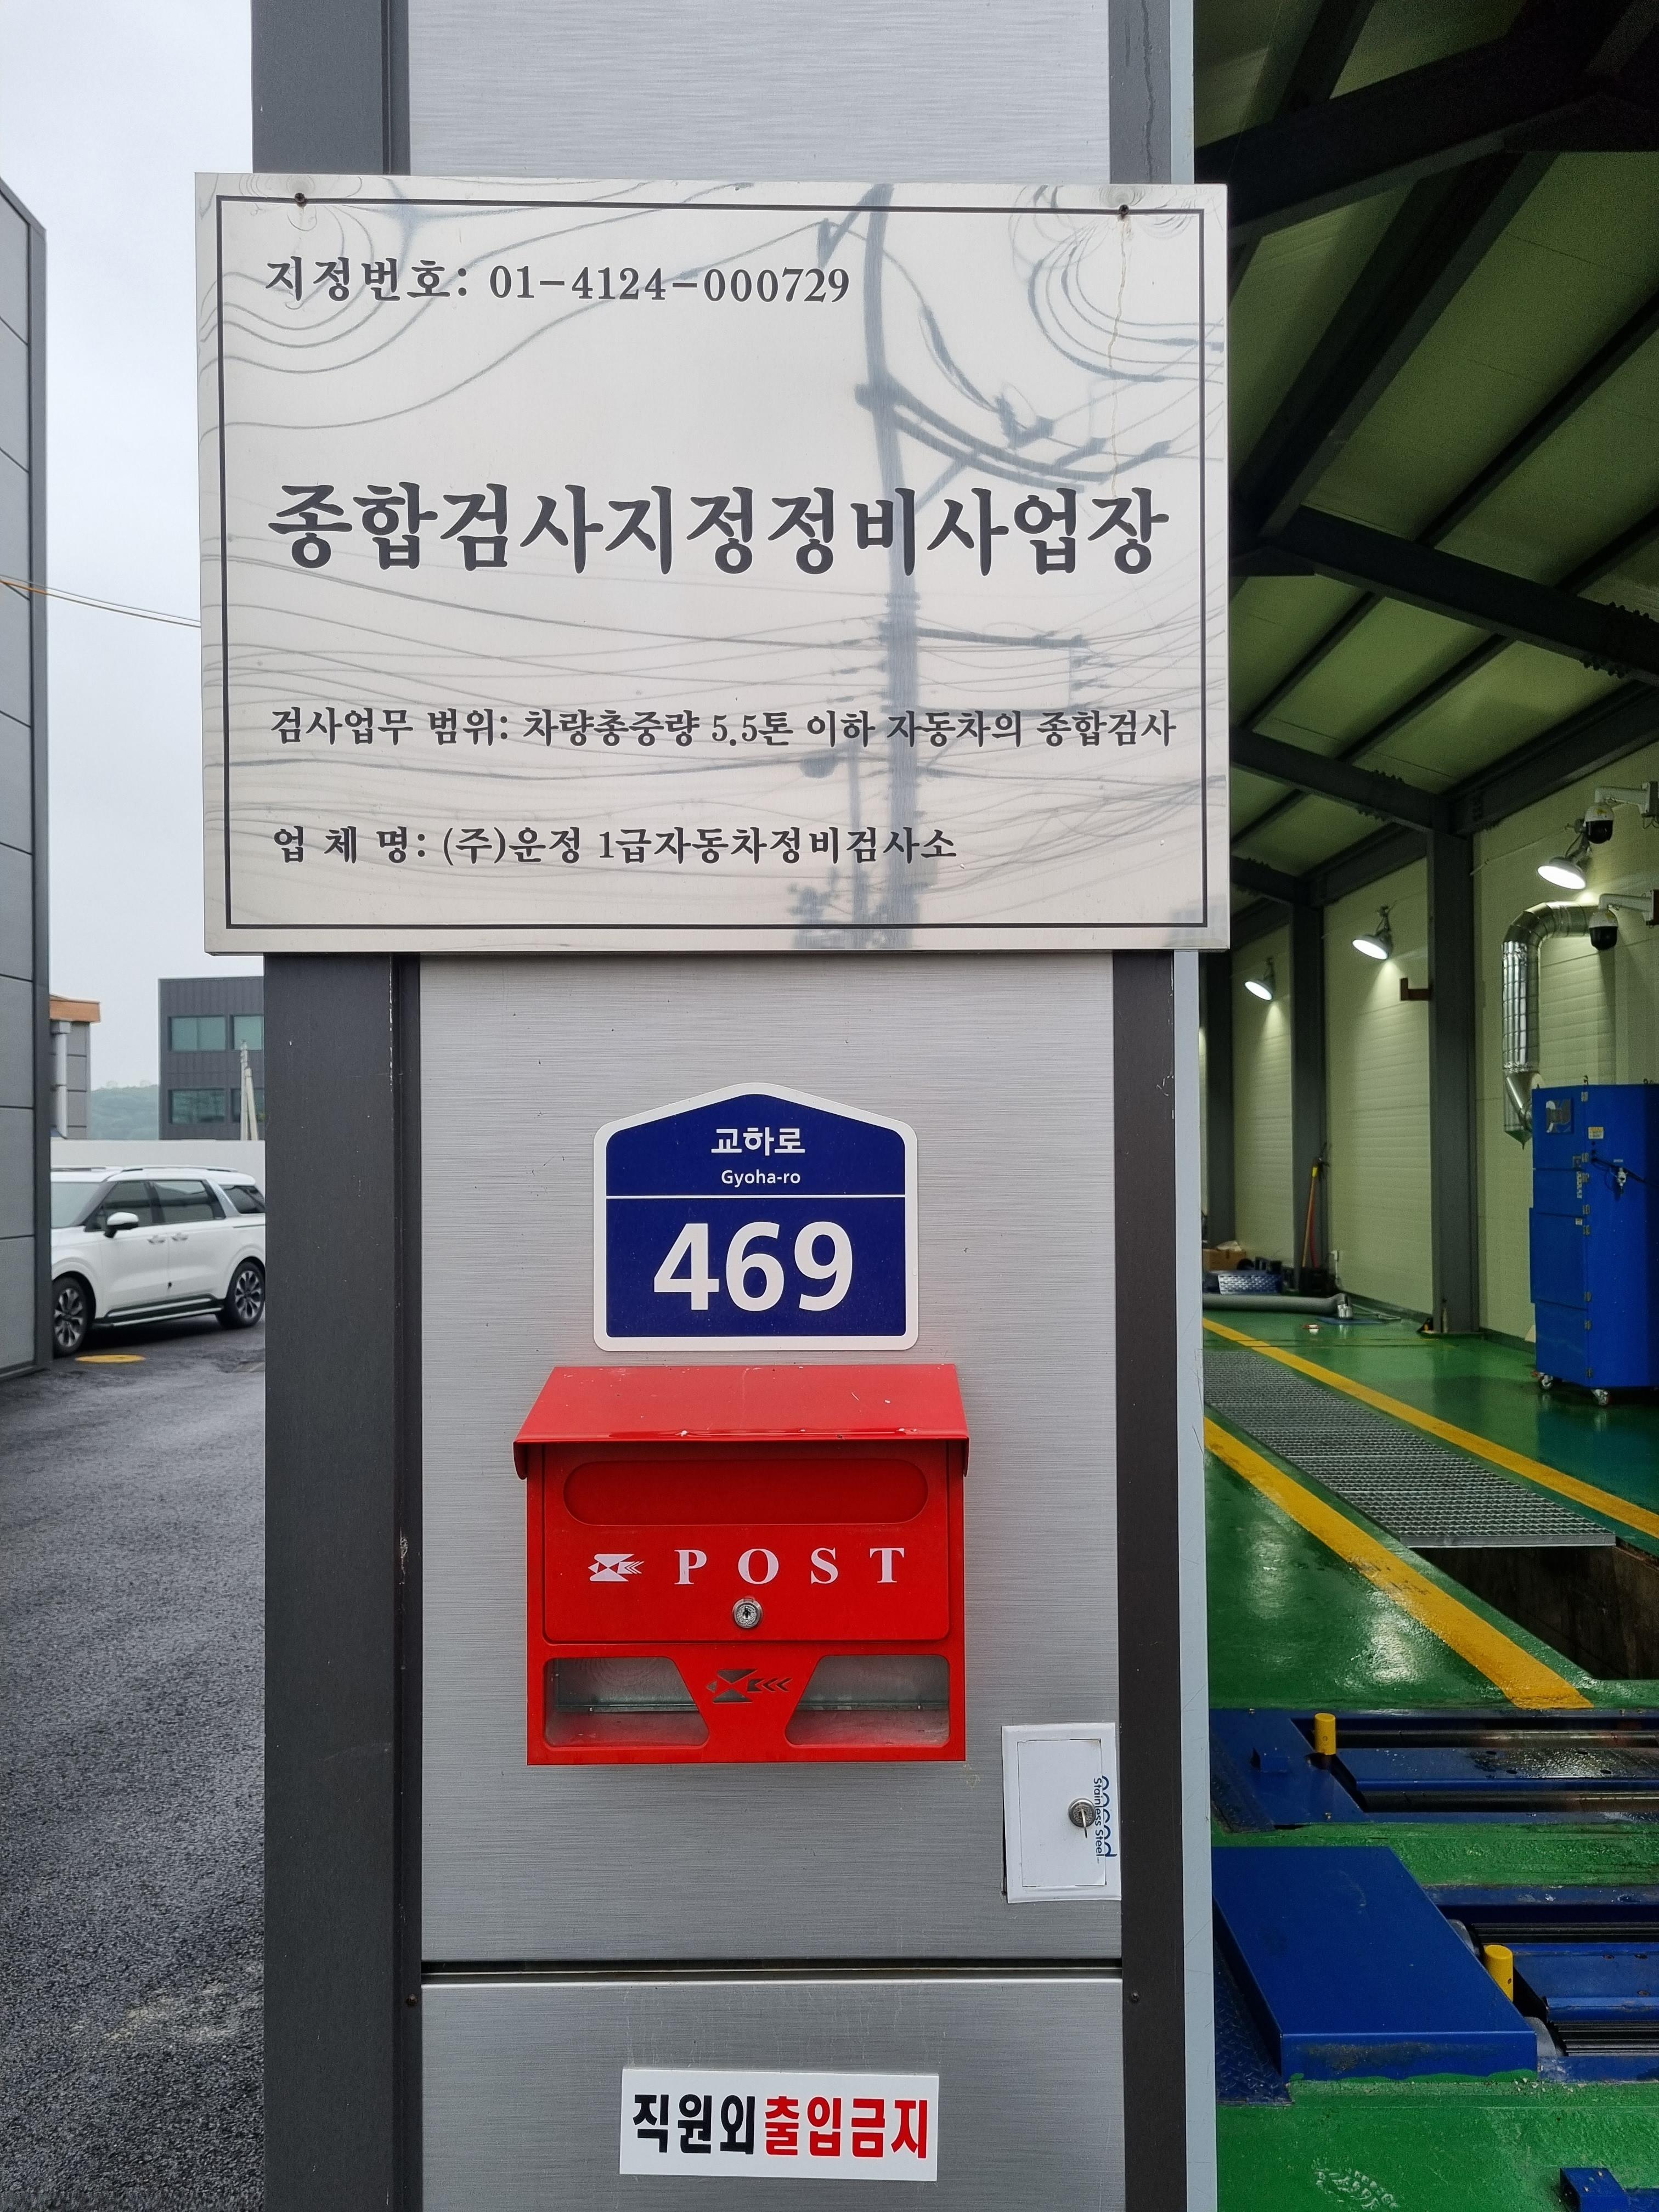 지정번호: 01-4124-000729
종합검사지정정비사업장
검사업무 범위: 차량총중량 5.5톤 이하 자동차의 종합검사
업 체 명: (주)운정 1급자동차정비검사소
교하로
Gyoha-ro
469
POST
Stainless Steel
직원외출입금지